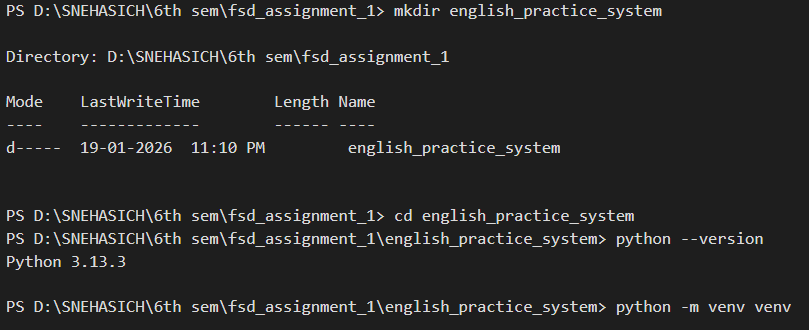 PS D:\SNEHASICH\6th sem\fsd_assignment_1> mkdir english_practice_system
Directory: D:\SNEHASICH\6th sem\fsd_assignment_1
Mode    LastWriteTime         Length Name
----    -------------         ------ ----
d-----  19-01-2026  11:10 PM         english_practice_system
PS D:\SNEHASICH\6th sem\fsd_assignment_1> cd english_practice_system
PS D:\SNEHASICH\6th sem\fsd_assignment_1\english_practice_system> python --version
Python 3.13.3
PS D:\SNEHASICH\6th sem\fsd_assignment_1\english_practice_system> python -m venv venv